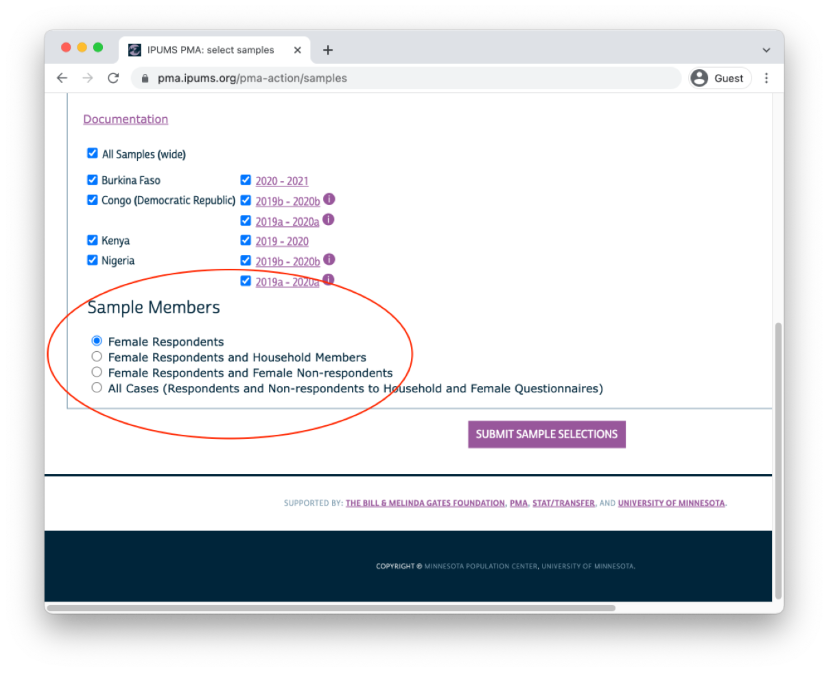 IPUMS PMA: select samples
pma.ipums.org/pma-action/samples
Guest
Documentation
All Samples (wide)
Burkina Faso 2020 - 2021
Congo (Democratic Republic) 2019b - 2020b
2019a - 2020a
Kenya 2019 - 2020
Nigeria 2019b - 2020b
2019a - 2020a
Sample Members
Female Respondents
Female Respondents and Household Members
Female Respondents and Female Non-respondents
All Cases (Respondents and Non-respondents to Household and Female Questionnaires)
SUBMIT SAMPLE SELECTIONS
SUPPORTED BY: THE BILL & MELINDA GATES FOUNDATION, PMA, STAT/TRANSFER, AND UNIVERSITY OF MINNESOTA.
COPYRIGHT © MINNESOTA POPULATION CENTER, UNIVERSITY OF MINNESOTA.